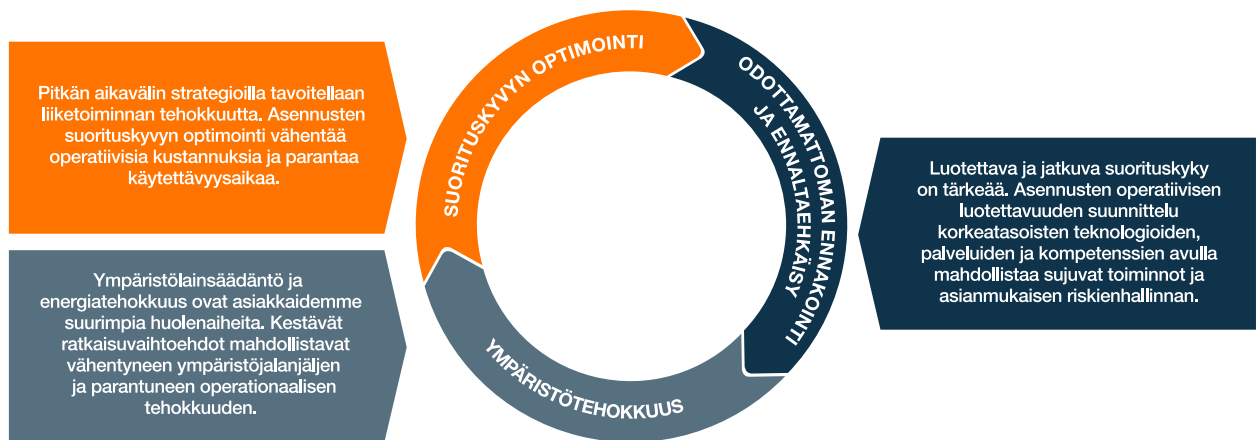 Pitkän aikavälin strategioilla tavoitellaan
liiketoiminnan tehokkuutta. Asennusten
suorituskyvyn optimointi vähentää
operatiivisia kustannuksia ja parantaa
käytettävyysaikaa.
Ympäristölainsäädäntö ja
energiatehokkuus ovat asiakkaidemme
suurimpia huolenaiheita. Kestävät
ratkaisuvaihtoehdot mahdollistavat
vähentyneen ympäristöjalanjäljen
ja parantuneen operationaalisen
tehokkuuden.
SUORITUSKYVYN OPTIMOINTI
ODOTTAMATTOMAN ENNAKOINTI
JA ENNALTAEHKÄISY
YMPÄRISTÖTEHOKKUUS
Luotettava ja jatkuva suorituskyky
on tärkeää. Asennusten operatiivisen
luotettavuuden suunnittelu
korkeatasoisten teknologioiden,
palveluiden ja kompetenssien avulla
mahdollistaa sujuvat toiminnot ja
asianmukaisen riskienhallinnan.